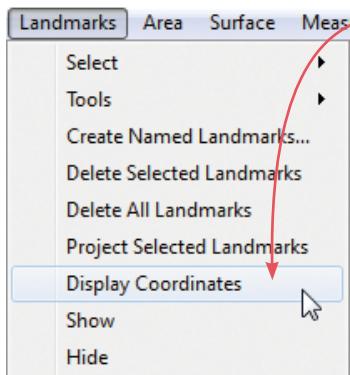 Landmarks Area Surface Meas
Select
Tools
Create Named Landmarks...
Delete Selected Landmarks
Delete All Landmarks
Project Selected Landmarks
Display Coordinates
Show
Hide